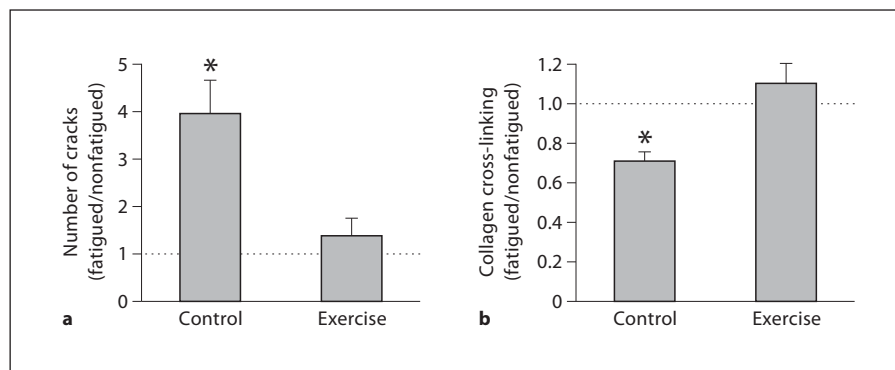 Number of cracks
(fatigued/nonfatigued)
5
4
3
2
1
0
*
Control
Exercise
a
Collagen cross-linking
(fatigued/nonfatigued)
1.2
1.0
0.8
0.6
0.4
0.2
0
*
Control
Exercise
b